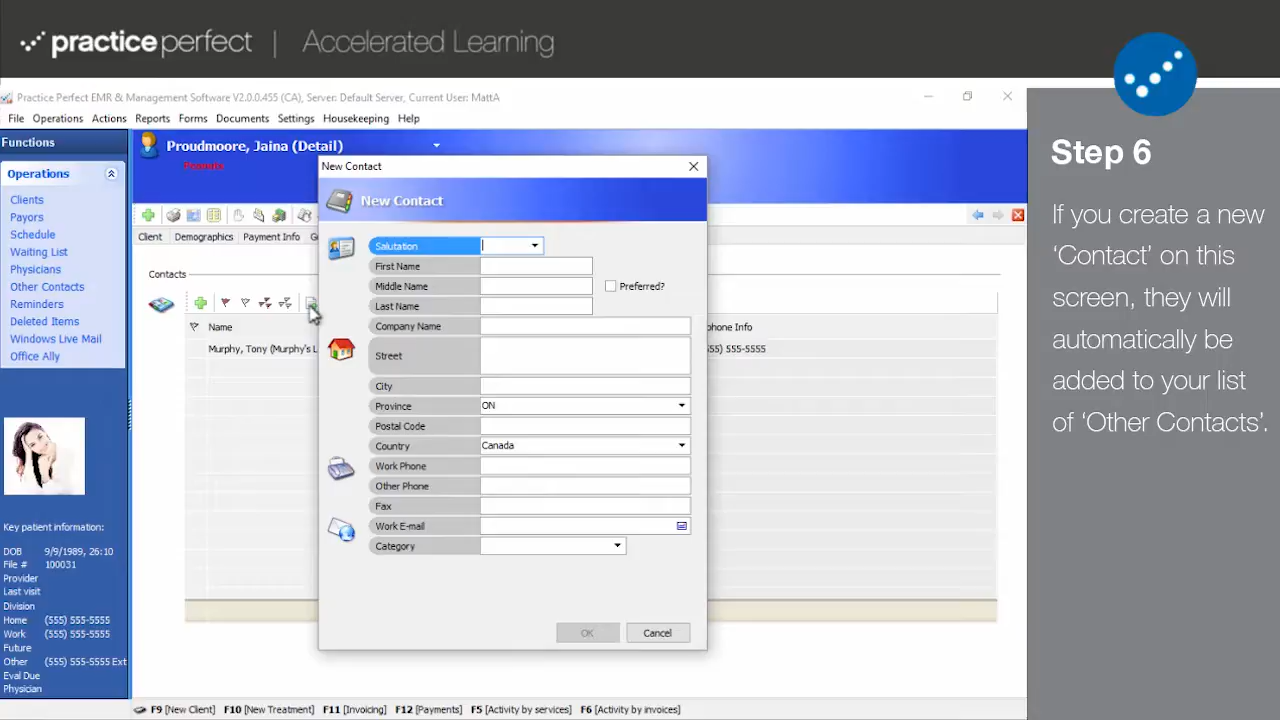 practiceperfect | Accelerated Learning
Practice Perfect EMR & Management Software V2.0.0.455 (CA), Server: Default Server, Current User: MattA
File Operations Actions Reports Forms Documents Settings Housekeeping Help
Functions
Operations
Clients
Payors
Schedule
Waiting List
Physicians
Other Contacts
Reminders
Deleted Items
Windows Live Mail
Office Ally
Key patient information:
DOB 9/9/1989, 26:10
File # 100031
Provider
Last visit
Division
Home (555) 555-5555
Work (555) 555-5555
Future
Other (555) 555-5555 Ext
Eval Due
Physician
Proudmoore, Jaina (Detail)
Client Demographics Payment Info
Contacts
Name
Murphy, Tony (Murphy's L
phone Info
55) 555-5555
New Contact
New Contact
Salutation
First Name
Middle Name
Preferred?
Last Name
Company Name
Street
City
Province ON
Postal Code
Country Canada
Work Phone
Other Phone
Fax
Work E-mail
Category
OK Cancel
F9 [New Client] F10 [New Treatment] F11 [Invoicing] F12 [Payments] F5 [Activity by services] F6 [Activity by invoices]
Step 6
If you create a new
‘Contact’ on this
screen, they will
automatically be
added to your list
of ‘Other Contacts’.